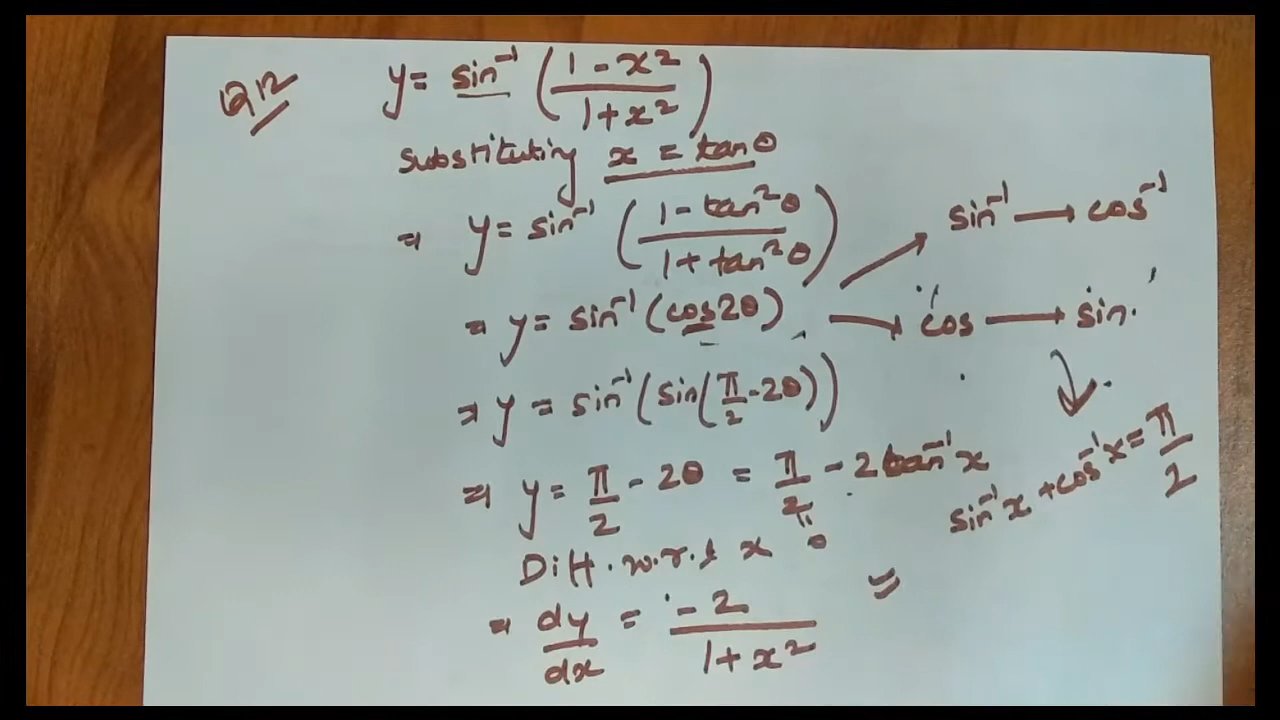 Q12 y = sin⁻¹ (1 - x² / 1 + x²)
substituting x = tanθ
⇒ y = sin⁻¹ (1 - tan²θ / 1 + tan²θ)
sin⁻¹ → cos⁻¹
⇒ y = sin⁻¹ (cos2θ)
cos → sin
⇒ y = sin⁻¹ (sin (π/2 - 2θ))
⇒ y = π/2 - 2θ = π/2 - 2tan⁻¹x
sin⁻¹x + cos⁻¹x = π/2
Diff. w.r.t x
0
⇒ dy/dx = -2 / 1 + x²